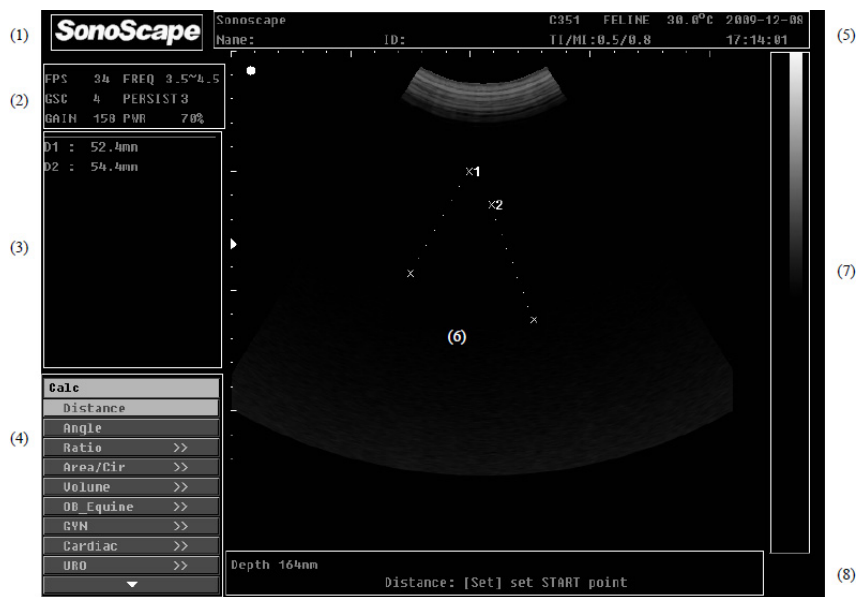 (1)
SonoScape
Sonoscape C351 FELINE 30.0°C 2009-12-08
Name: ID: TI/MI:0.5/0.8 17:14:01
(5)
(2)
FPS 34 FREQ 3.5~4.5
GSC 4 PERSIST 3
GAIN 158 PWR 70%
(3)
D1 : 52.4mm
D2 : 54.4mm
1
2
(6)
(7)
(4)
Calc
Distance
Angle
Ratio >>
Area/Cir >>
Volume >>
OB_Equine >>
GYN >>
Cardiac >>
URO >>
Depth 164mm
Distance: [Set] set START point
(8)